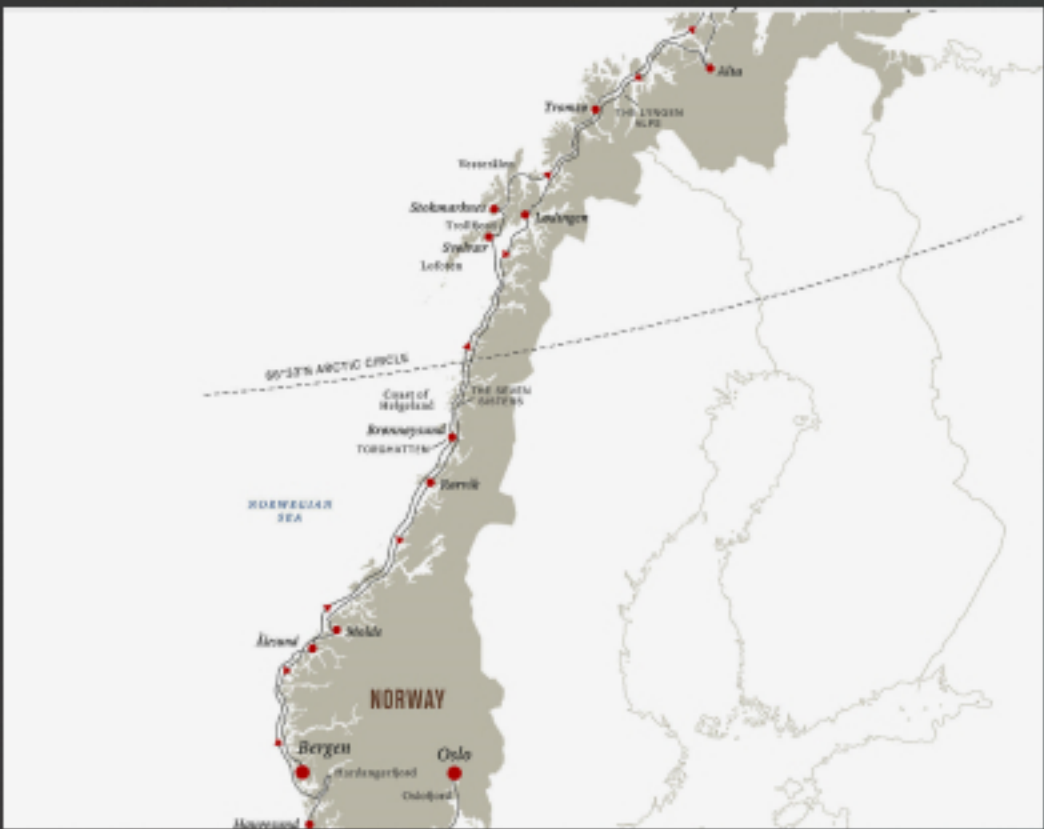 Alta
Tromsø
THE LYNGEN
ALPS
Vesterålen
Stokmarknes
Trollfjord
Lødingen
Svolvær
Lofoten
66°33'N ARCTIC CIRCLE
Coast of
Helgeland
THE SEVEN
SISTERS
Brønnøysund
TORGHATTEN
Rørvik
NORWEGIAN
SEA
Ålesund
Molde
NORWAY
Bergen
Oslo
Hardangerfjord
Oslofjord
Haugesund